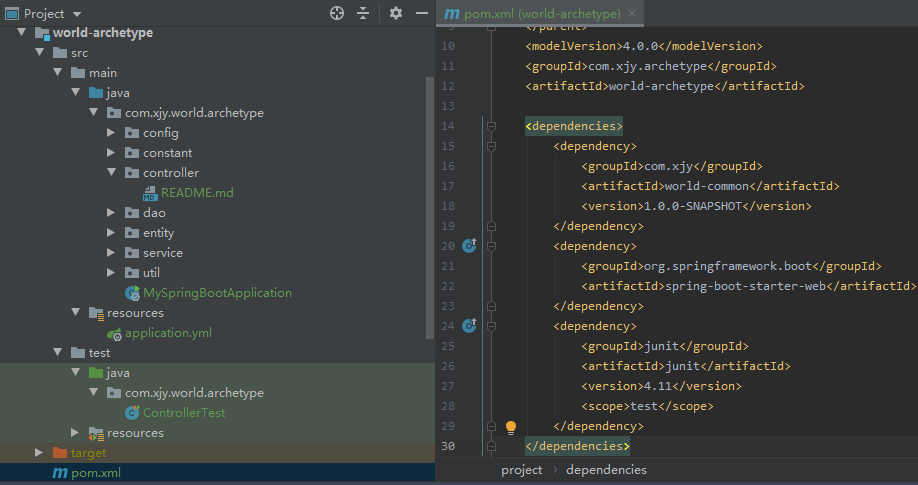 Project
world-archetype
src
main
java
com.xjy.world.archetype
config
constant
controller
README.md
dao
entity
service
util
MySpringBootApplication
resources
application.yml
test
java
com.xjy.world.archetype
ControllerTest
resources
target
pom.xml
pom.xml (world-archetype)
9 </parent>
10 <modelVersion>4.0.0</modelVersion>
11 <groupId>com.xjy.archetype</groupId>
12 <artifactId>world-archetype</artifactId>
13
14 <dependencies>
15 <dependency>
16 <groupId>com.xjy</groupId>
17 <artifactId>world-common</artifactId>
18 <version>1.0.0-SNAPSHOT</version>
19 </dependency>
20 <dependency>
21 <groupId>org.springframework.boot</groupId>
22 <artifactId>spring-boot-starter-web</artifactId>
23 </dependency>
24 <dependency>
25 <groupId>junit</groupId>
26 <artifactId>junit</artifactId>
27 <version>4.11</version>
28 <scope>test</scope>
29 </dependency>
30 </dependencies>
project > dependencies